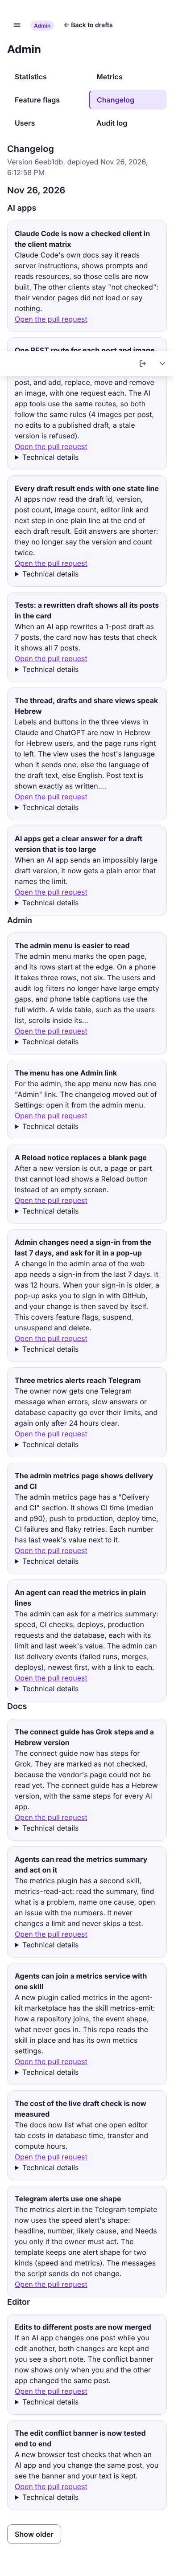 Admin
← Back to drafts
Admin
Statistics
Metrics
Feature flags
Changelog
Users
Audit log
Changelog
Version 6eeb1db, deployed Nov 26, 2026,
6:12:58 PM
Nov 26, 2026
AI apps
Claude Code is now a checked client in
the client matrix
Claude Code's own docs say it reads
server instructions, shows prompts and
reads resources, so those cells are now
built. The other clients stay "not checked":
their vendor pages did not load or say
nothing.
Open the pull request
One REST route for each post and image
post, and add, replace, move and remove
an image, with one request each. The AI
app tools use the same routes, so both
follow the same rules (4 images per post,
no edits to a published draft, a stale
version is refused).
Open the pull request
Technical details
Every draft result ends with one state line
AI apps now read the draft id, version,
post count, image count, editor link and
next step in one plain line at the end of
each draft result. Edit answers are shorter:
they no longer say the version and count
twice.
Open the pull request
Technical details
Tests: a rewritten draft shows all its posts
in the card
When an AI app rewrites a 1-post draft as
7 posts, the card now has tests that check
it shows all 7 posts.
Open the pull request
Technical details
The thread, drafts and share views speak
Hebrew
Labels and buttons in the three views in
Claude and ChatGPT are now in Hebrew
for Hebrew users, and the page runs right
to left. The view uses the host's language
when it sends one, else the language of
the draft text, else English. Post text is
shown exactly as written....
Open the pull request
Technical details
AI apps get a clear answer for a draft
version that is too large
When an AI app sends an impossibly large
draft version, it now gets a plain error that
names the limit.
Open the pull request
Technical details
Admin
The admin menu is easier to read
The admin menu marks the open page,
and its rows start at the edge. On a phone
it takes three rows, not six. The users and
audit log filters no longer have large empty
gaps, and phone table captions use the
full width. A wide table, such as the users
list, scrolls inside its...
Open the pull request
Technical details
The menu has one Admin link
For the admin, the app menu now has one
"Admin" link. The changelog moved out of
Settings: open it from the admin menu.
Open the pull request
Technical details
A Reload notice replaces a blank page
After a new version is out, a page or part
that cannot load shows a Reload button
instead of an empty screen.
Open the pull request
Technical details
Admin changes need a sign-in from the
last 7 days, and ask for it in a pop-up
A change in the admin area of the web
app needs a sign-in from the last 7 days. It
was 12 hours. When your sign-in is older, a
pop-up asks you to sign in with GitHub,
and your change is then saved by itself.
This covers feature flags, suspend,
unsuspend and delete.
Open the pull request
Technical details
Three metrics alerts reach Telegram
The owner now gets one Telegram
message when errors, slow answers or
database capacity go over their limits, and
again only after 24 hours clear.
Open the pull request
Technical details
The admin metrics page shows delivery
and CI
The admin metrics page has a "Delivery
and CI" section. It shows CI time (median
and p90), push to production, deploy time,
CI failures and flaky retries. Each number
has last week's value next to it.
Open the pull request
Technical details
An agent can read the metrics in plain
lines
The admin can ask for a metrics summary:
speed, CI checks, deploys, production
requests and the database, each with its
limit and last week's value. The admin can
list delivery events (failed runs, merges,
deploys), newest first, with a link to each.
Open the pull request
Technical details
Docs
The connect guide has Grok steps and a
Hebrew version
The connect guide now has steps for
Grok. They are marked as not checked,
because the vendor's page could not be
read yet. The connect guide has a Hebrew
version, with the same steps for every AI
app.
Open the pull request
Technical details
Agents can read the metrics summary
and act on it
The metrics plugin has a second skill,
metrics-read-act: read the summary, find
what is a problem, name one cause, open
an issue with the numbers. It never
changes a limit and never skips a test.
Open the pull request
Technical details
Agents can join a metrics service with
one skill
A new plugin called metrics in the agent-
kit marketplace has the skill metrics-emit:
how a repository joins, the event shape,
what never goes in. This repo reads the
skill in place and has its own metrics
settings.
Open the pull request
Technical details
The cost of the live draft check is now
measured
The docs now list what one open editor
tab costs in database time, transfer and
compute hours.
Open the pull request
Technical details
Telegram alerts use one shape
The metrics alert in the Telegram template
now uses the speed alert's shape:
headline, number, likely cause, and Needs
you only if the owner must act. The
template keeps one alert shape for two
kinds (speed and metrics). The messages
the script sends do not change.
Open the pull request
Editor
Edits to different posts are now merged
If an AI app changes one post while you
edit another, both changes are kept and
you see a short note. The conflict banner
now shows only when you and the other
app changed the same post.
Open the pull request
Technical details
The edit conflict banner is now tested
end to end
A new browser test checks that when an
AI app and you change the same post, you
see the banner and your text is kept.
Open the pull request
Technical details
Show older